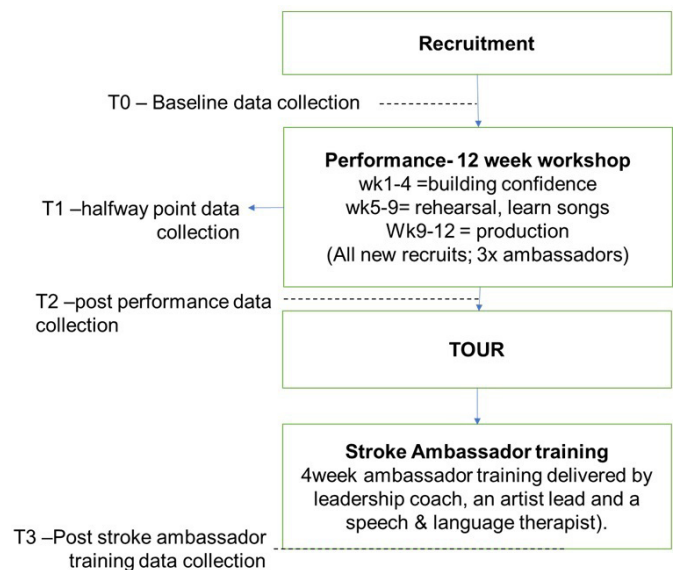 Recruitment
T0 – Baseline data collection
Performance- 12 week workshop
wk1-4 =building confidence
wk5-9= rehearsal, learn songs
Wk9-12 = production
(All new recruits; 3x ambassadors)
T1 –halfway point data
collection
T2 –post performance data
collection
TOUR
Stroke Ambassador training
4week ambassador training delivered by
leadership coach, an artist lead and a
speech & language therapist).
T3 –Post stroke ambassador
training data collection